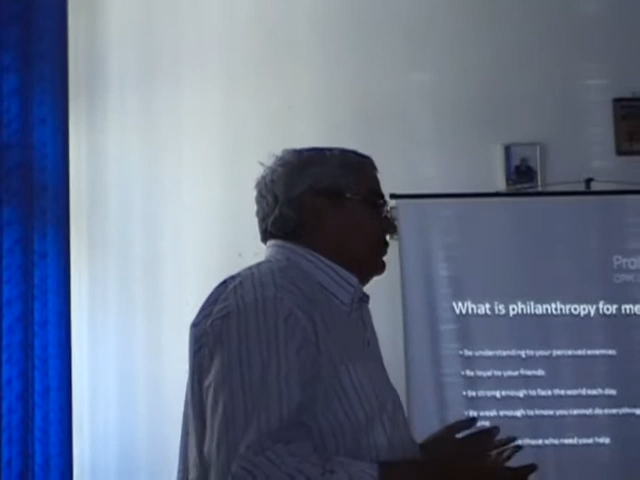 What is philanthropy for me
• Be understanding to your perceived enemies
• Be loyal to your friends
• Be strong enough to face the world each day
• Be weak enough to know you cannot do everything
those who need your help